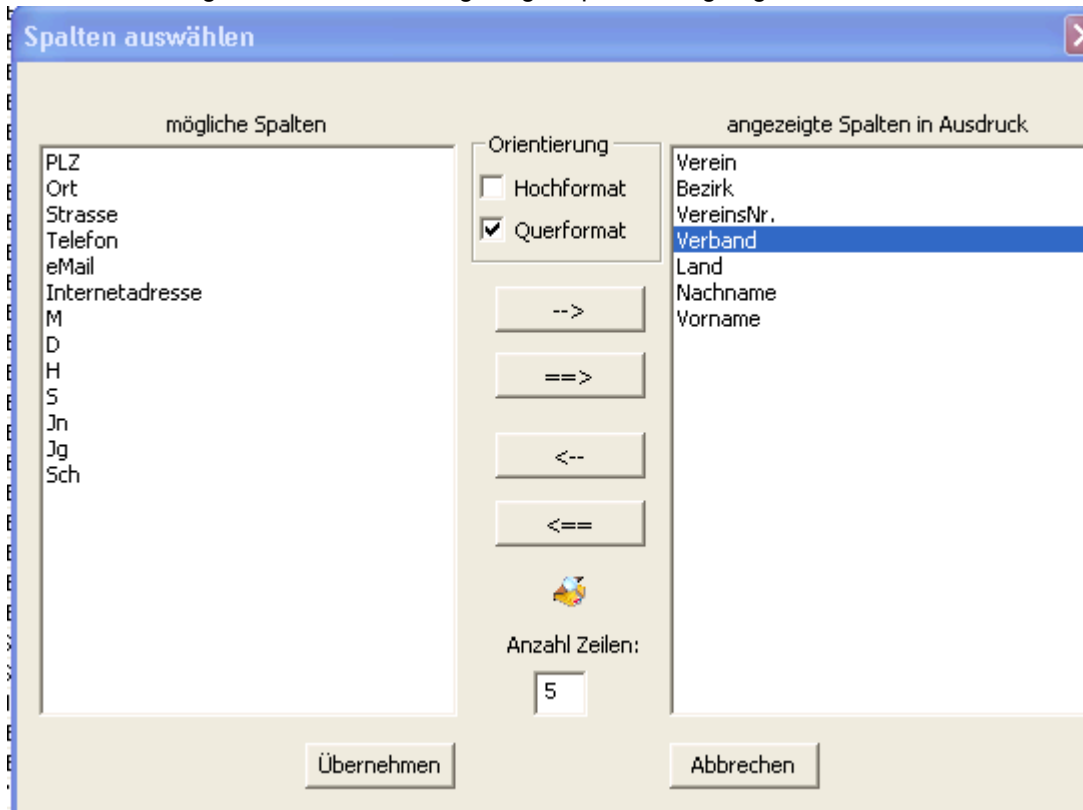 Spalten auswählen
mögliche Spalten
PLZ
Ort
Strasse
Telefon
eMail
Internetadresse
M
D
H
S
Jn
Jg
Sch
Orientierung
Hochformat
Querformat
-->
==>
<--
<==
Anzahl Zeilen:
5
angezeigte Spalten in Ausdruck
Verein
Bezirk
VereinsNr.
Verband
Land
Nachname
Vorname
Übernehmen
Abbrechen